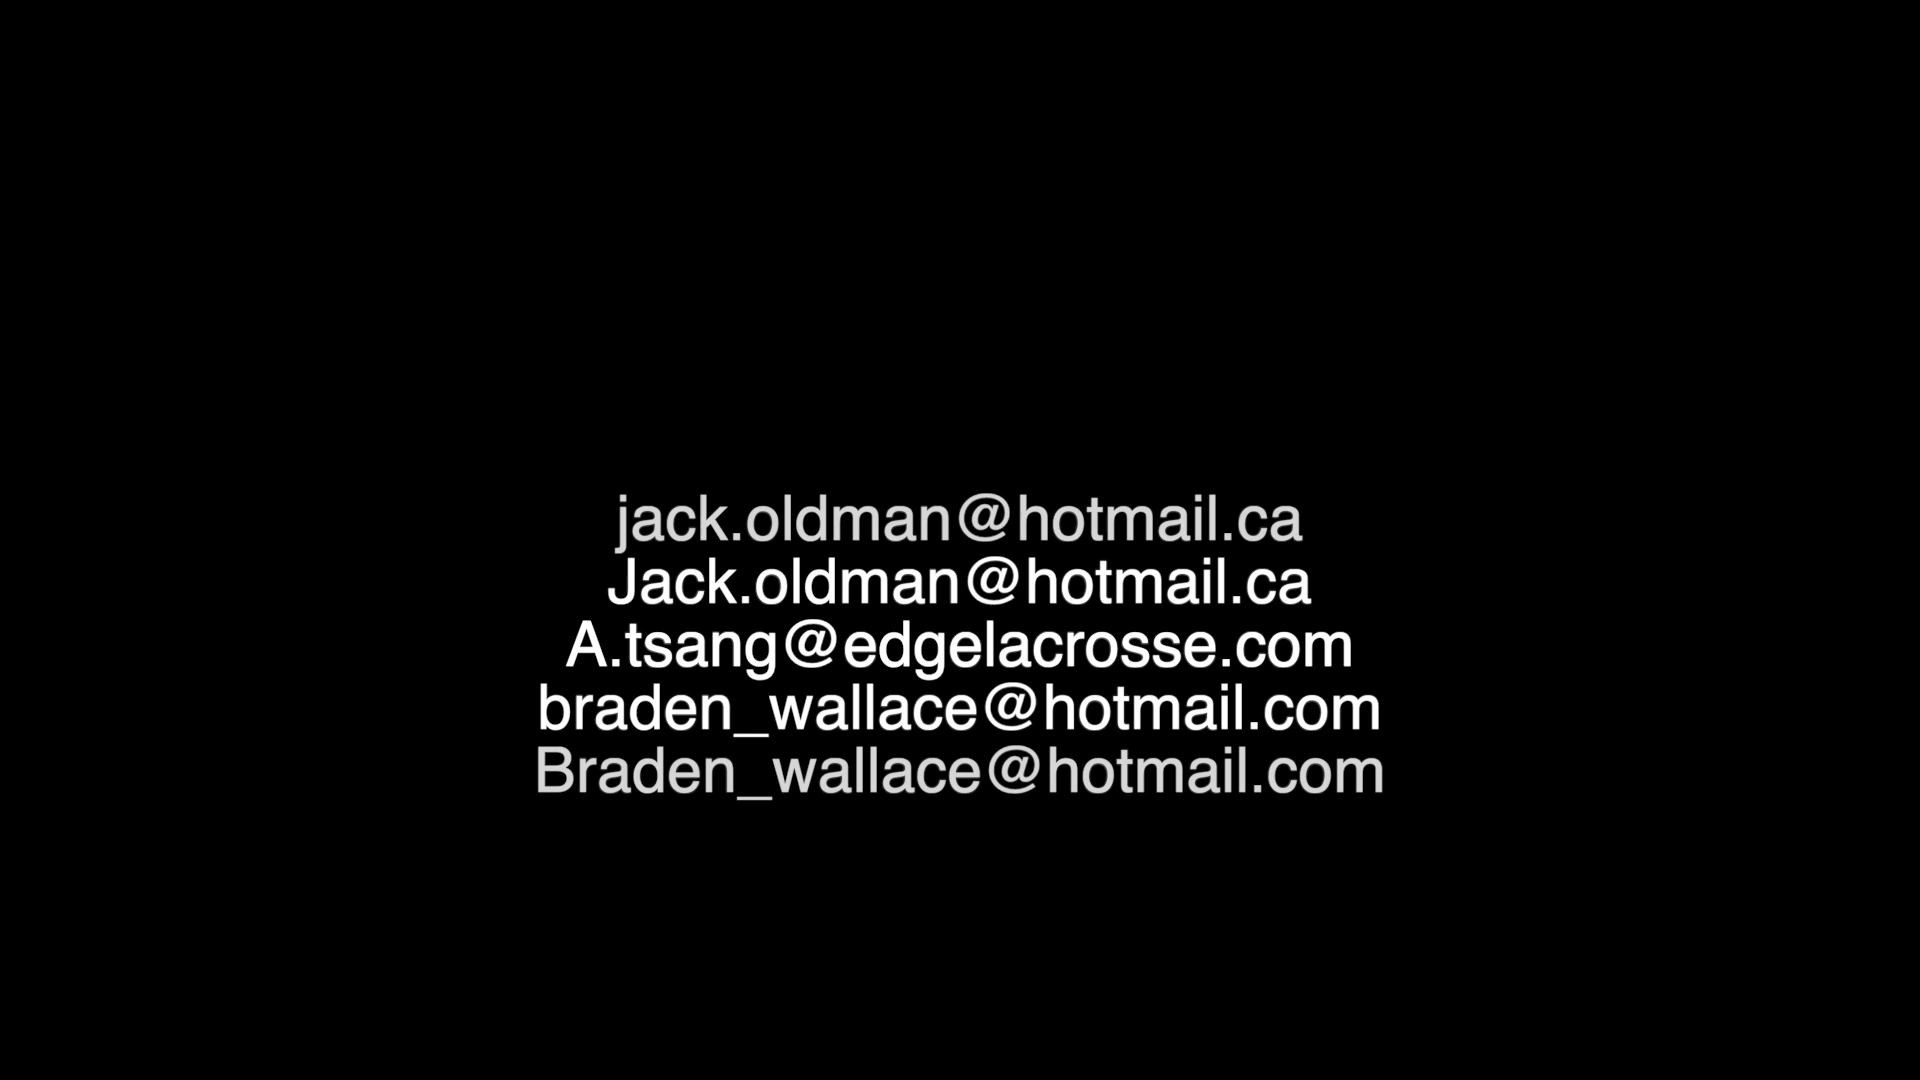 jack.oldman@hotmail.ca
Jack.oldman@hotmail.ca
A.tsang@edgelacrosse.com
braden_wallace@hotmail.com
Braden_wallace@hotmail.com